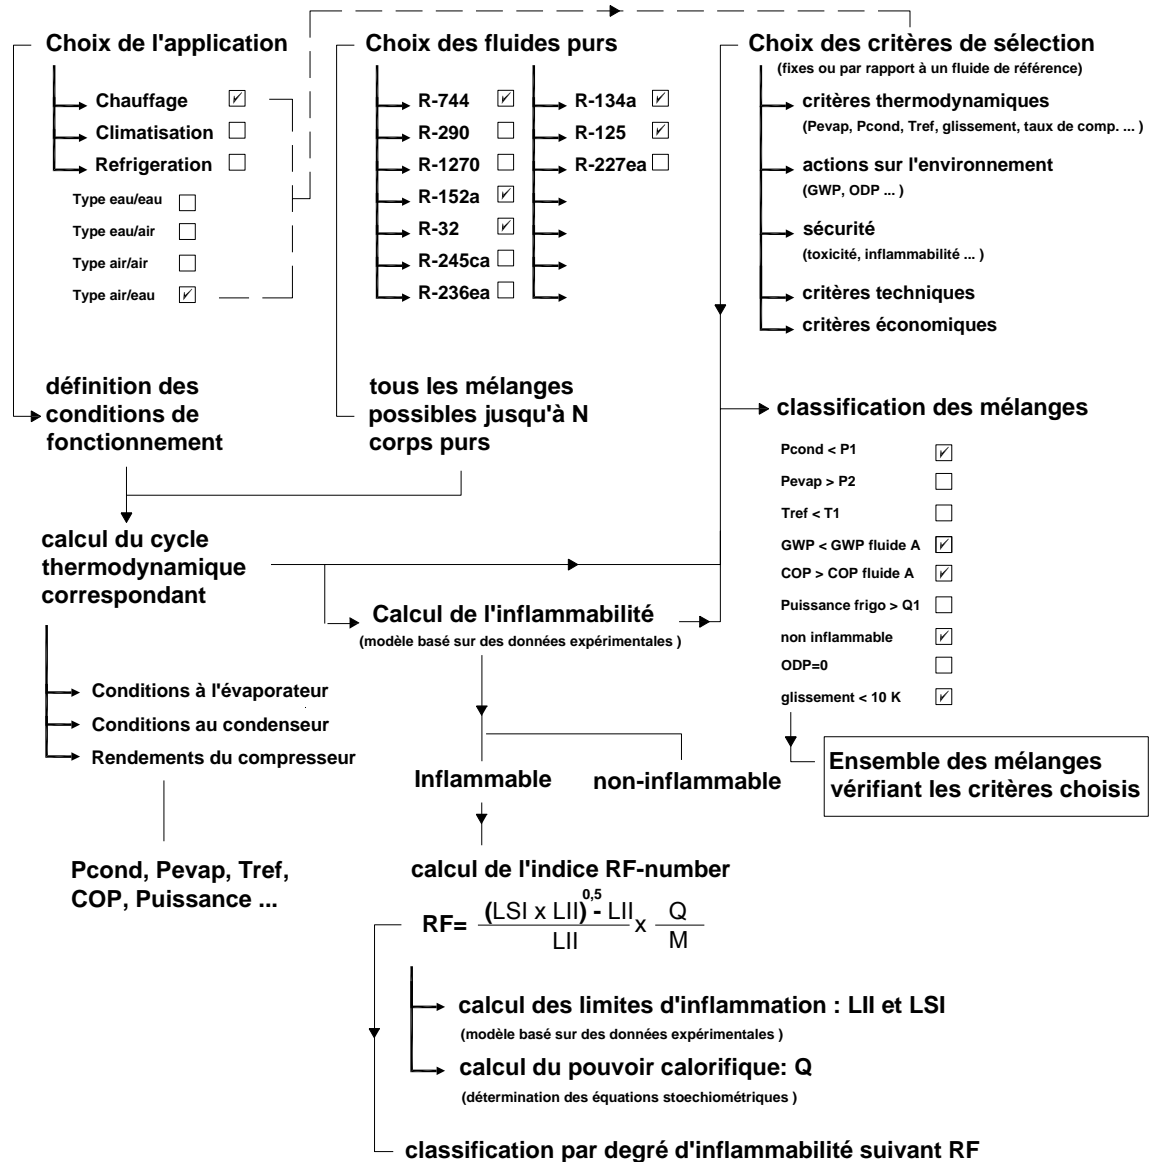 Choix de l'application
Chauffage
Climatisation
Refrigeration
Type eau/eau
Type eau/air
Type air/air
Type air/eau
Choix des fluides purs
R-744
R-290
R-1270
R-152a
R-32
R-245ca
R-236ea
R-134a
R-125
R-227ea
Choix des critères de sélection
(fixes ou par rapport à un fluide de référence)
critères thermodynamiques
(Pevap, Pcond, Tref, glissement, taux de comp. ... )
actions sur l'environnement
(GWP, ODP ... )
sécurité
(toxicité, inflammabilité ... )
critères techniques
critères économiques
définition des
conditions de
fonctionnement
tous les mélanges
possibles jusqu'à N
corps purs
classification des mélanges
Pcond < P1
Pevap > P2
Tref < T1
GWP < GWP fluide A
COP > COP fluide A
Puissance frigo > Q1
non inflammable
ODP=0
glissement < 10 K
Ensemble des mélanges
vérifiant les critères choisis
calcul du cycle
thermodynamique
correspondant
Calcul de l'inflammabilité
(modèle basé sur des données expérimentales )
Conditions à l'évaporateur
Conditions au condenseur
Rendements du compresseur
Pcond, Pevap, Tref,
COP, Puissance ...
Inflammable
non-inflammable
calcul de l'indice RF-number
RF= (LSI x LII)^0,5 - LII / LII x Q / M
calcul des limites d'inflammation : LII et LSI
(modèle basé sur des données expérimentales )
calcul du pouvoir calorifique: Q
(détermination des équations stoechiométriques )
classification par degré d'inflammabilité suivant RF